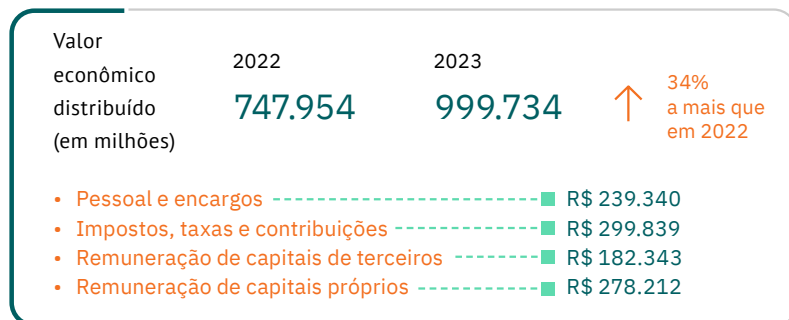 Valor
econômico
distribuído
(em milhões)
2022
747.954
2023
999.734
34%
a mais que
em 2022
• Pessoal e encargos R$ 239.340
• Impostos, taxas e contribuições R$ 299.839
• Remuneração de capitais de terceiros R$ 182.343
• Remuneração de capitais próprios R$ 278.212